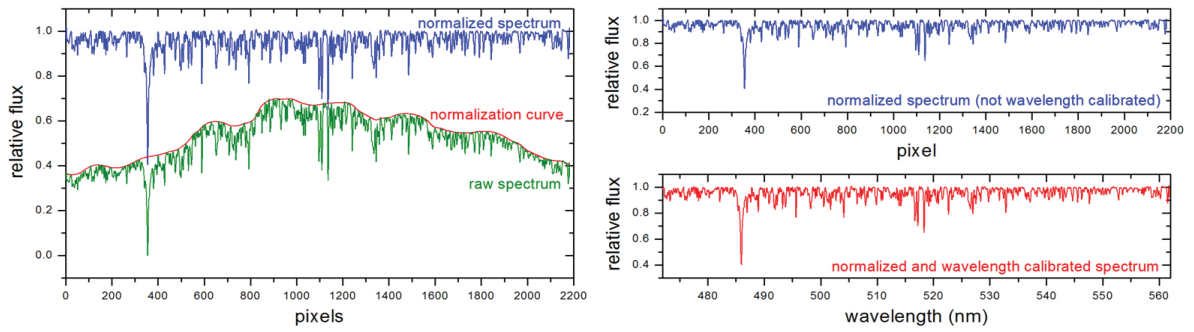 normalized spectrum
normalization curve
raw spectrum
relative flux
1.0
0.8
0.6
0.4
0.2
0.0
0 200 400 600 800 1000 1200 1400 1600 1800 2000 2200
pixels
relative flux
1.0
0.8
0.6
0.4
0.2
normalized spectrum (not wavelength calibrated)
0 200 400 600 800 1000 1200 1400 1600 1800 2000 2200
pixel
relative flux
1.0
0.8
0.6
0.4
normalized and wavelength calibrated spectrum
480 490 500 510 520 530 540 550 560
wavelength (nm)